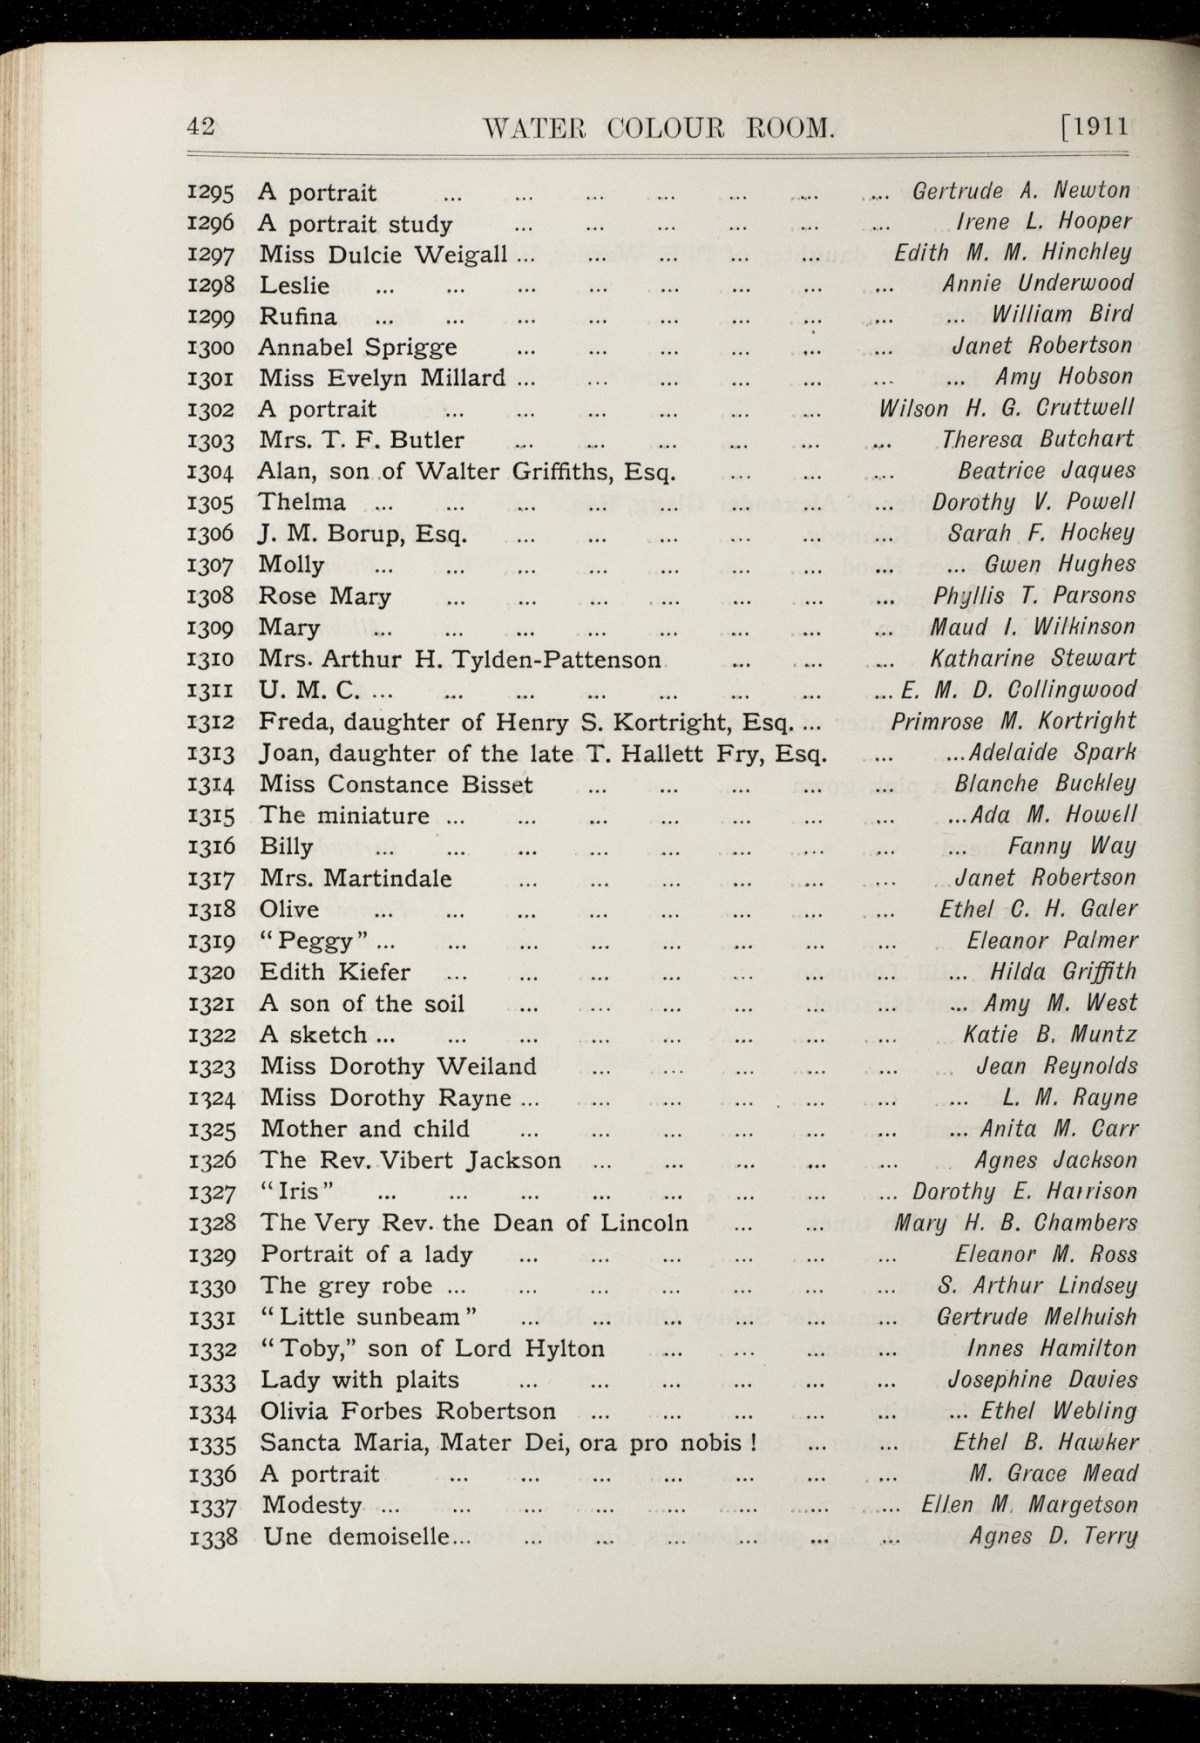 42 WATER COLOUR ROOM. [1911
1295 A portrait ... ... ... ... ... ... ... Gertrude A. Newton
1296 A portrait study ... ... ... ... ... ... Irene L. Hooper
1297 Miss Dulcie Weigall ... ... ... ... ... Edith M. M. Hinchley
1298 Leslie ... ... ... ... ... ... ... ... Annie Underwood
1299 Rufina ... ... ... ... ... ... ... ... ... William Bird
1300 Annabel Sprigge ... ... ... ... ... ... Janet Robertson
1301 Miss Evelyn Millard ... ... ... ... ... ... ... Amy Hobson
1302 A portrait ... ... ... ... ... ... Wilson H. G. Cruttwell
1303 Mrs. T. F. Butler ... ... ... ... ... ... Theresa Butchart
1304 Alan, son of Walter Griffiths, Esq. ... ... ... Beatrice Jaques
1305 Thelma ... ... ... ... ... ... ... ... Dorothy V. Powell
1306 J. M. Borup, Esq. ... ... ... ... ... ... Sarah F. Hockey
1307 Molly ... ... ... ... ... ... ... ... ... Gwen Hughes
1308 Rose Mary ... ... ... ... ... ... ... Phyllis T. Parsons
1309 Mary ... ... ... ... ... ... ... ... Maud I. Wilkinson
1310 Mrs. Arthur H. Tylden-Pattenson ... ... ... Katharine Stewart
1311 U. M. C. ... ... ... ... ... ... ... ... E. M. D. Collingwood
1312 Freda, daughter of Henry S. Kortright, Esq. ... Primrose M. Kortright
1313 Joan, daughter of the late T. Hallett Fry, Esq. ... ...Adelaide Spark
1314 Miss Constance Bisset ... ... ... ... ... Blanche Buckley
1315 The miniature ... ... ... ... ... ... ... ...Ada M. Howell
1316 Billy ... ... ... ... ... ... ... ... ... Fanny Way
1317 Mrs. Martindale ... ... ... ... ... ... ...Janet Robertson
1318 Olive ... ... ... ... ... ... ... ... Ethel C. H. Galer
1319 “Peggy” ... ... ... ... ... ... ... ... Eleanor Palmer
1320 Edith Kiefer ... ... ... ... ... ... ... ... Hilda Griffith
1321 A son of the soil ... ... ... ... ... ... ... Amy M. West
1322 A sketch ... ... ... ... ... ... ... ... Katie B. Muntz
1323 Miss Dorothy Weiland ... ... ... ... ... ... Jean Reynolds
1324 Miss Dorothy Rayne ... ... ... ... ... ... ... L. M. Rayne
1325 Mother and child ... ... ... ... ... ... ... Anita M. Carr
1326 The Rev. Vibert Jackson ... ... ... ... ... Agnes Jackson
1327 “Iris” ... ... ... ... ... ... ... ... Dorothy E. Harrison
1328 The Very Rev. the Dean of Lincoln ... ... Mary H. B. Chambers
1329 Portrait of a lady ... ... ... ... ... ... Eleanor M. Ross
1330 The grey robe ... ... ... ... ... ... ... S. Arthur Lindsey
1331 “Little sunbeam” ... ... ... ... ... ... Gertrude Melhuish
1332 “Toby,” son of Lord Hylton ... ... ... ... Innes Hamilton
1333 Lady with plaits ... ... ... ... ... ... Josephine Davies
1334 Olivia Forbes Robertson ... ... ... ... ... ... Ethel Webling
1335 Sancta Maria, Mater Dei, ora pro nobis ! ... ... Ethel B. Hawker
1336 A portrait ... ... ... ... ... ... ... M. Grace Mead
1337 Modesty ... ... ... ... ... ... ... ... Ellen M. Margetson
1338 Une demoiselle... ... ... ... ... ... ... Agnes D. Terry